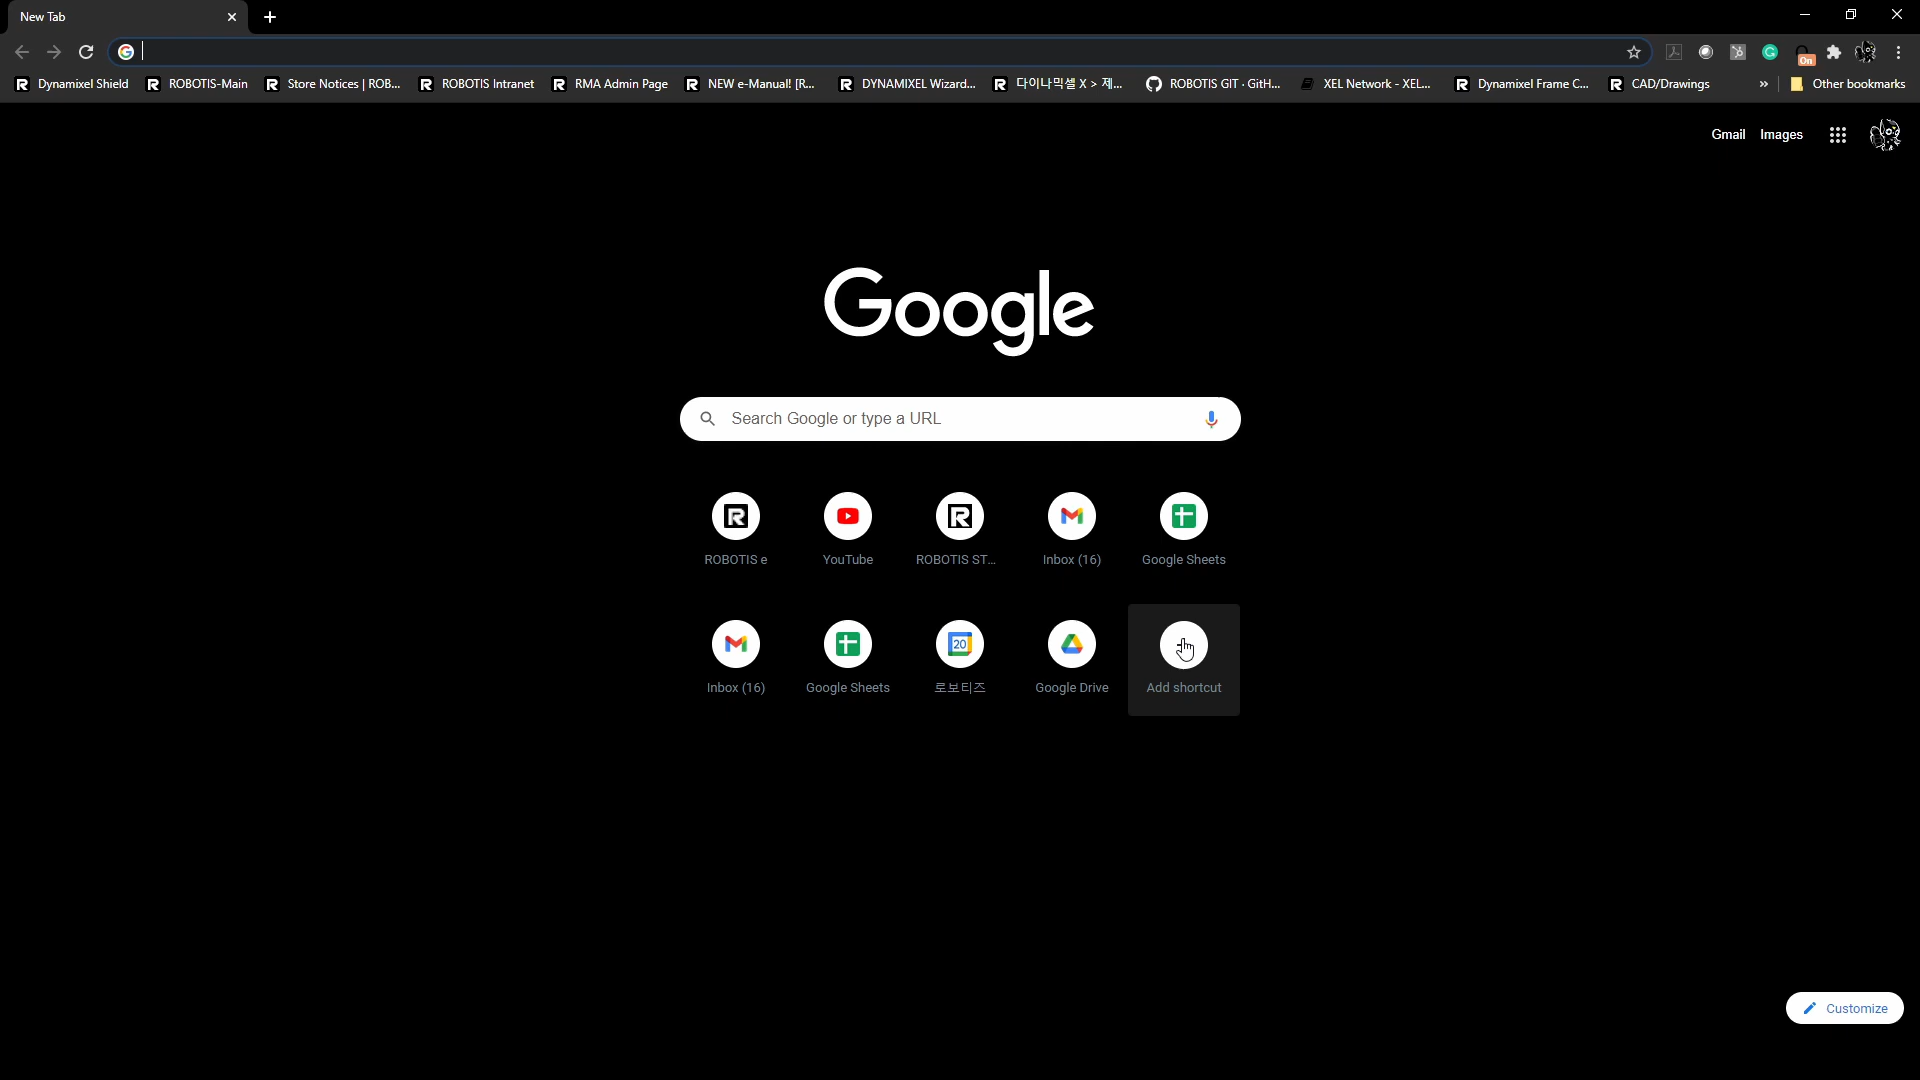 New Tab
Dynamixel Shield ROBOTIS-Main Store Notices | ROB... ROBOTIS Intranet RMA Admin Page NEW e-Manual! [R... DYNAMIXEL Wizard... 다이나믹셀 X > 제... ROBOTIS GIT · GitH... XEL Network - XEL... Dynamixel Frame C... CAD/Drawings » Other bookmarks
On
Gmail Images
Google
Search Google or type a URL
ROBOTIS e YouTube ROBOTIS ST... Inbox (16) Google Sheets
20
Inbox (16) Google Sheets 로보티즈 Google Drive Add shortcut
Customize